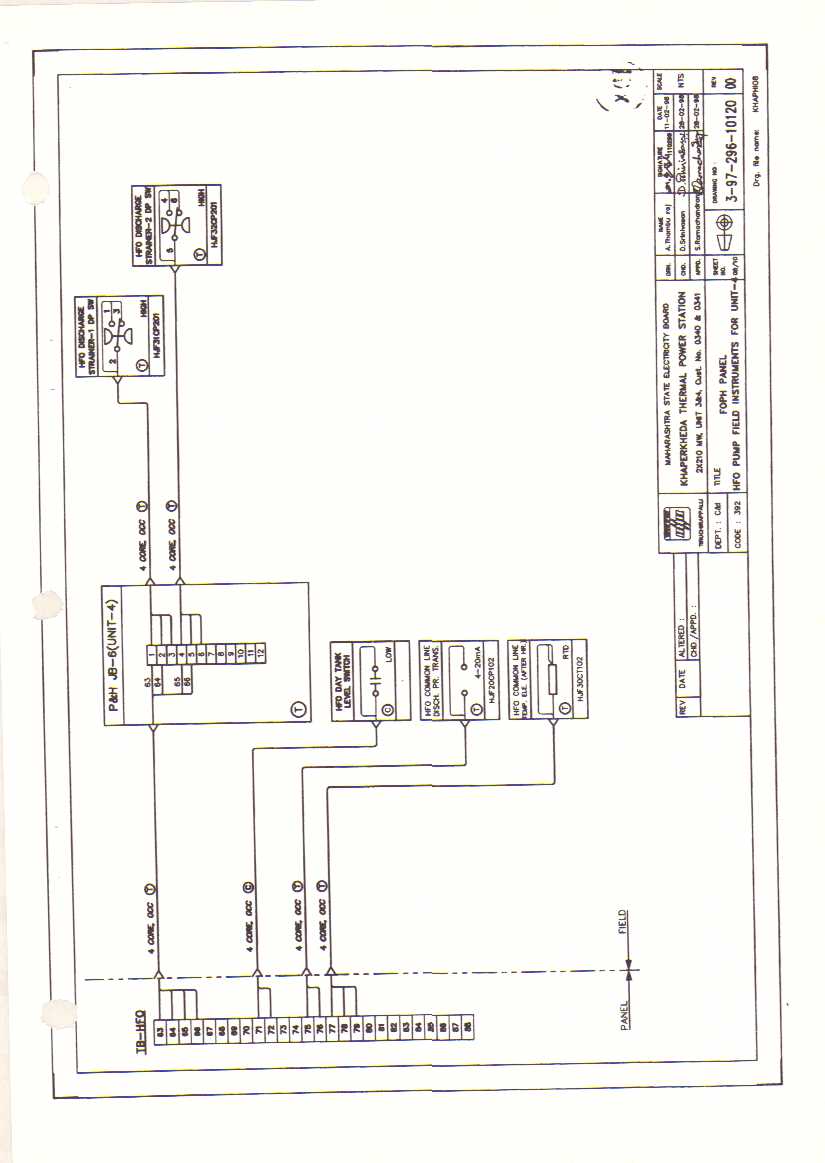 HFO DISCHARGE
STRAINER-2 DP SW
4
6
5
HIGH
T
HJF32CP201
HFO DISCHARGE
STRAINER-1 DP SW
1
3
2
HIGH
T
HJF31CP201
4 CORE, OCC T
4 CORE, OCC T
P&H JB-6(UNIT-4)
1
2
3
4
5
6
7
8
9
10
11
12
63
64
65
66
T
HFO DAY TANK
LEVEL SWITCH
LOW
C
HFO COMMON LINE
DISCH. PR. TRANS.
4-20mA
T
HJF20CP102
HFO COMMON LINE
TEMP. ELE. (AFTER HR.)
RTD
T
HJF30CT102
4 CORE, OCC T
4 CORE, OCC C
4 CORE, OCC T
4 CORE, OCC T
TB-HFO
63
64
65
66
67
68
69
70
71
72
73
74
75
76
77
78
79
80
81
82
83
84
85
86
87
88
PANEL
FIELD
REV
DATE
ALTERED :
CHD /APPD. :
TIRUCHIRAPPALLI
DEPT. : C&I
CODE : 392
MAHARASHTRA STATE ELECTRICITY BOARD
KHAPERKHEDA THERMAL POWER STATION
2X210 MW, UNIT 3&4, Cust. No. 0340 & 0341
TITLE
FOPH PANEL
HFO PUMP FIELD INSTRUMENTS FOR UNIT-4
NAME
SIGNATURE
DATE
SCALE
DRN.
A.Thambu raj
11-02-98
NTS
CHD.
D.Srinivasan
28-02-98
APPD.
S.Ramachandran
28-02-98
SHEET
NO.
08/10
DRAWING NO :
3-97-296-10120
REV
00
Drg. file name:
KHAPHI08